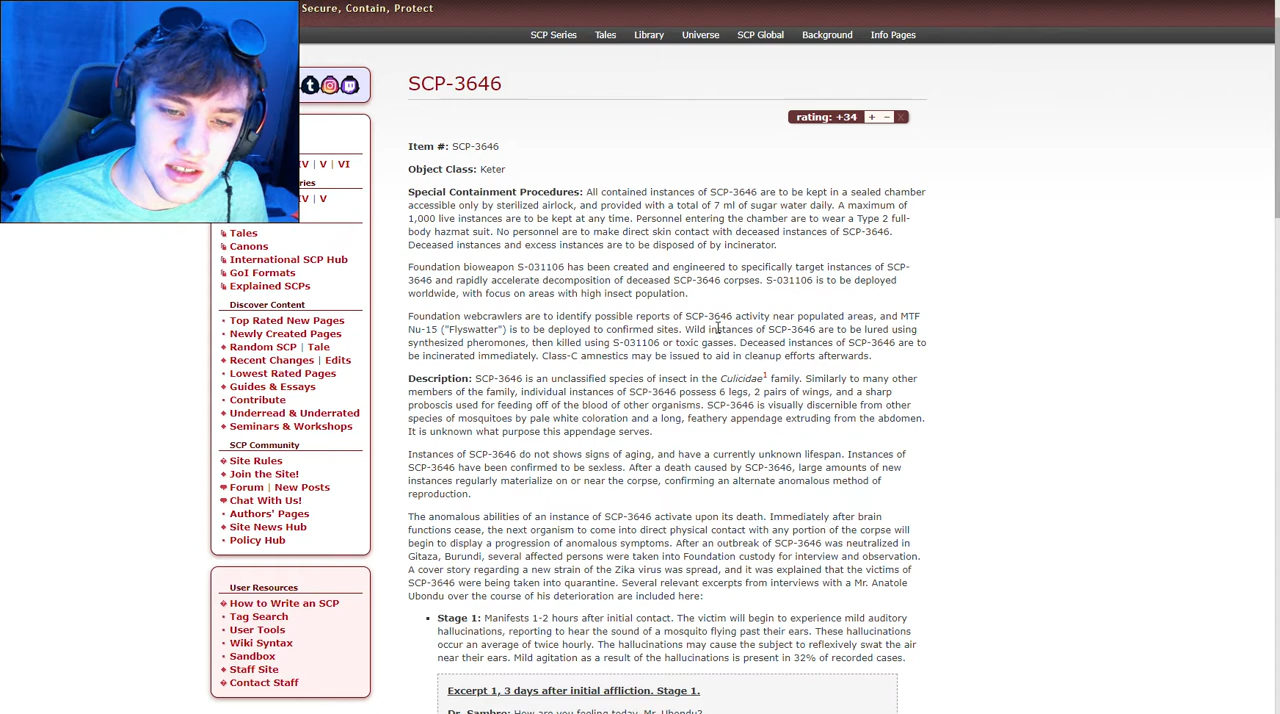 Secure, Contain, Protect
SCP Series Tales Library Universe SCP Global Background Info Pages
SCP-3646
rating: +34 + − X
IV | V | VI
ries
IV | V
Tales
Canons
International SCP Hub
GoI Formats
Explained SCPs
Discover Content
Top Rated New Pages
Newly Created Pages
Random SCP | Tale
Recent Changes | Edits
Lowest Rated Pages
Guides & Essays
Contribute
Underread & Underrated
Seminars & Workshops
SCP Community
Site Rules
Join the Site!
Forum | New Posts
Chat With Us!
Authors' Pages
Site News Hub
Policy Hub
User Resources
How to Write an SCP
Tag Search
User Tools
Wiki Syntax
Sandbox
Staff Site
Contact Staff
Item #: SCP-3646
Object Class: Keter
Special Containment Procedures: All contained instances of SCP-3646 are to be kept in a sealed chamber
accessible only by sterilized airlock, and provided with a total of 7 ml of sugar water daily. A maximum of
1,000 live instances are to be kept at any time. Personnel entering the chamber are to wear a Type 2 full-
body hazmat suit. No personnel are to make direct skin contact with deceased instances of SCP-3646.
Deceased instances and excess instances are to be disposed of by incinerator.
Foundation bioweapon S-031106 has been created and engineered to specifically target instances of SCP-
3646 and rapidly accelerate decomposition of deceased SCP-3646 corpses. S-031106 is to be deployed
worldwide, with focus on areas with high insect population.
Foundation webcrawlers are to identify possible reports of SCP-3646 activity near populated areas, and MTF
Nu-15 ("Flyswatter") is to be deployed to confirmed sites. Wild instances of SCP-3646 are to be lured using
synthesized pheromones, then killed using S-031106 or toxic gasses. Deceased instances of SCP-3646 are to
be incinerated immediately. Class-C amnestics may be issued to aid in cleanup efforts afterwards.
Description: SCP-3646 is an unclassified species of insect in the Culicidae1 family. Similarly to many other
members of the family, individual instances of SCP-3646 possess 6 legs, 2 pairs of wings, and a sharp
proboscis used for feeding off of the blood of other organisms. SCP-3646 is visually discernible from other
species of mosquitoes by pale white coloration and a long, feathery appendage extruding from the abdomen.
It is unknown what purpose this appendage serves.
Instances of SCP-3646 do not shows signs of aging, and have a currently unknown lifespan. Instances of
SCP-3646 have been confirmed to be sexless. After a death caused by SCP-3646, large amounts of new
instances regularly materialize on or near the corpse, confirming an alternate anomalous method of
reproduction.
The anomalous abilities of an instance of SCP-3646 activate upon its death. Immediately after brain
functions cease, the next organism to come into direct physical contact with any portion of the corpse will
begin to display a progression of anomalous symptoms. After an outbreak of SCP-3646 was neutralized in
Gitaza, Burundi, several affected persons were taken into Foundation custody for interview and observation.
A cover story regarding a new strain of the Zika virus was spread, and it was explained that the victims of
SCP-3646 were being taken into quarantine. Several relevant excerpts from interviews with a Mr. Anatole
Ubondu over the course of his deterioration are included here:
Stage 1: Manifests 1-2 hours after initial contact. The victim will begin to experience mild auditory
hallucinations, reporting to hear the sound of a mosquito flying past their ears. These hallucinations
occur an average of twice hourly. The hallucinations may cause the subject to reflexively swat the air
near their ears. Mild agitation as a result of the hallucinations is present in 32% of recorded cases.
Excerpt 1, 3 days after initial affliction. Stage 1.
Dr. Sambro: How are you feeling today, Mr. Ubondu?